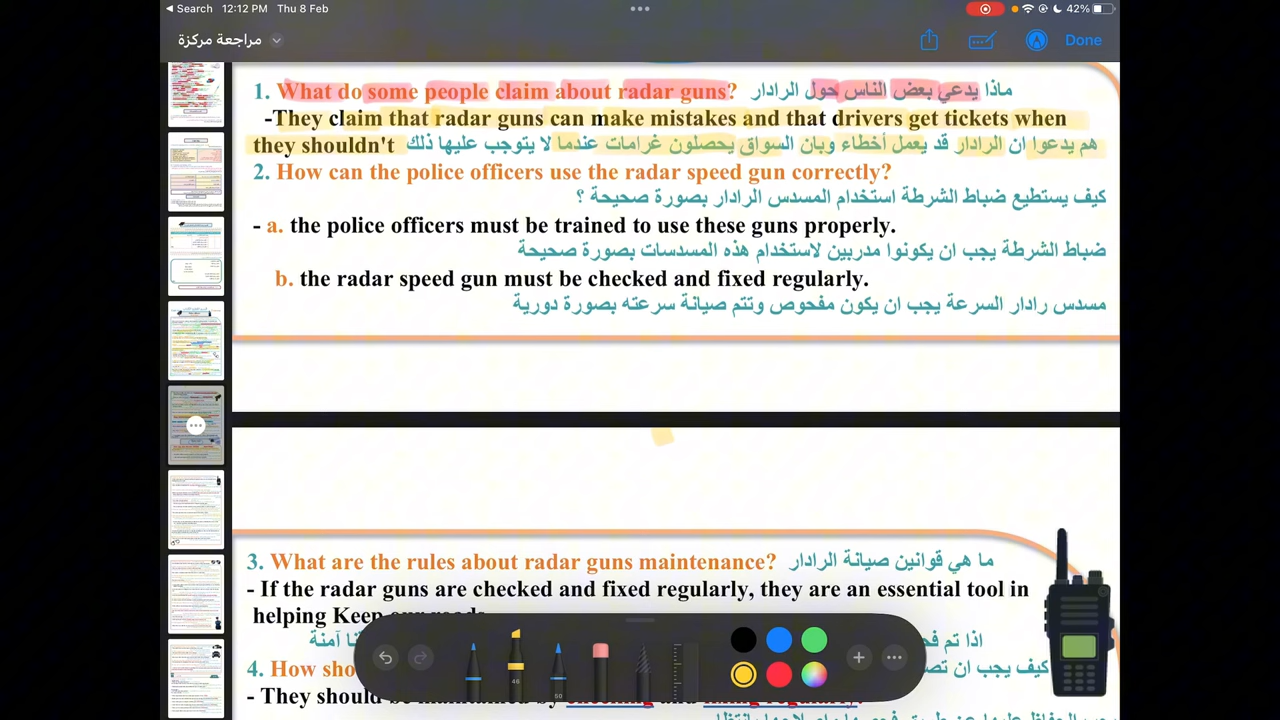 Search 12:12 PM Thu 8 Feb
42%
مراجعة مركزة
Done
1. What do some people claim about radar guns? ماذا يدعي بعض الناس حول الرادار
-They claim that radar guns can make mistakes and that drivers get tickets when
they shouldn't هم يدعوا ان الرادار قد يعمل اخطاء وبان السواق يحصلون غرامات عندما لا يتوجب عليها ذلك
2. How can the police officers use the radar speed gun correctly?
كيف يستطيع ضباط الشرطة استخدام المسدس الرادار بصورة صحيحة ؟
- a. the police officers must be trained to use these guns properly.
ضباط الشرطة يجب ان يكونوا مدربين لاستخدام هذه المسدسات بصورة صحيحة
b. the radar speed gun must be checked and fixed regularly.
مسدس رادار السرعة يجب ان يكون مفحوص وتتم صيانة سرعته بصورة دورية
3. What are the rules about radar gun maintenance? ما هي قوانين صيانة الرادار
- If the radar guns are checked and fixed regularly, they are an essential tool in
helping
اذا تم
آمنة
4. How
كيف يجب
- They
46